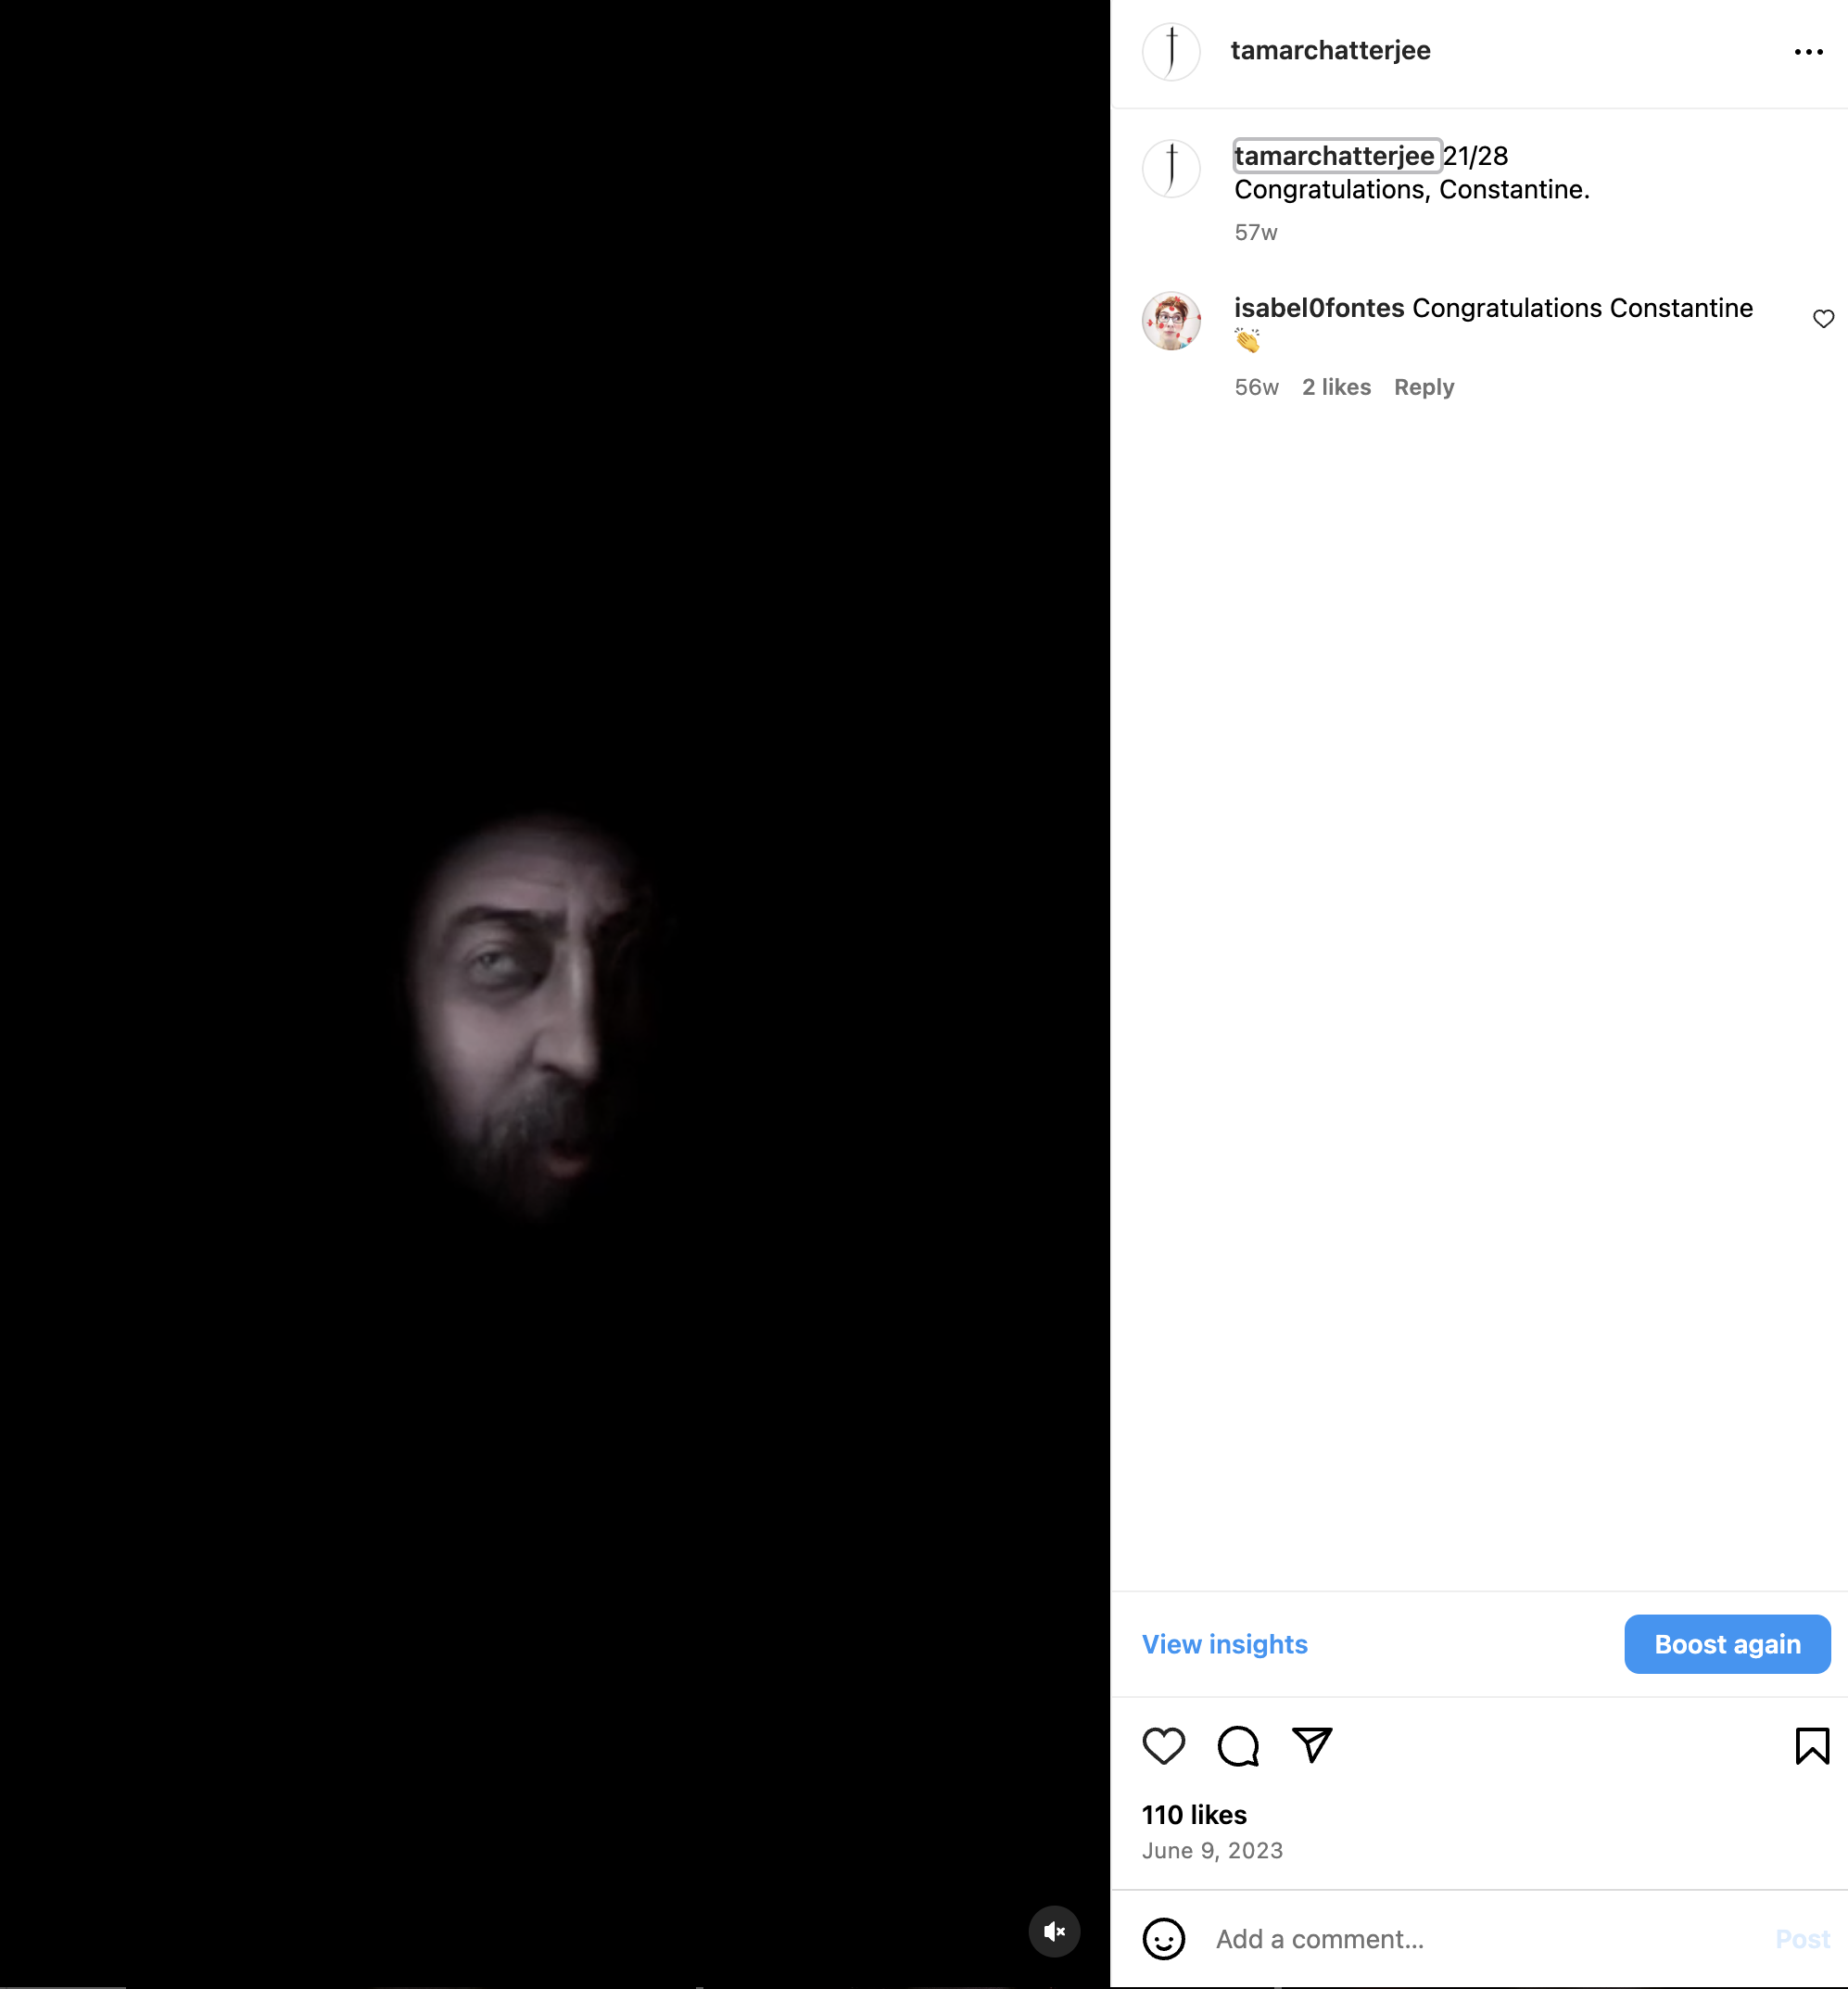 tamarchatterjee
tamarchatterjee 21/28
Congratulations, Constantine.
57w
isabel0fontes Congratulations Constantine
👏
56w 2 likes Reply
View insights Boost again
110 likes
June 9, 2023
Add a comment... Post